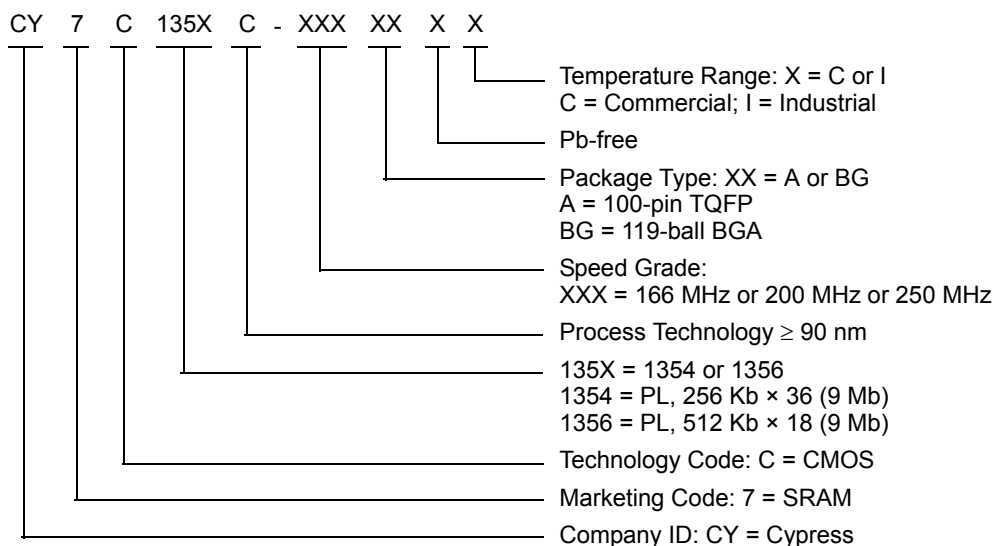 CY 7 C 135X C - XXX XX X X
Temperature Range: X = C or I
C = Commercial; I = Industrial
Pb-free
Package Type: XX = A or BG
A = 100-pin TQFP
BG = 119-ball BGA
Speed Grade:
XXX = 166 MHz or 200 MHz or 250 MHz
Process Technology ≥ 90 nm
135X = 1354 or 1356
1354 = PL, 256 Kb × 36 (9 Mb)
1356 = PL, 512 Kb × 18 (9 Mb)
Technology Code: C = CMOS
Marketing Code: 7 = SRAM
Company ID: CY = Cypress